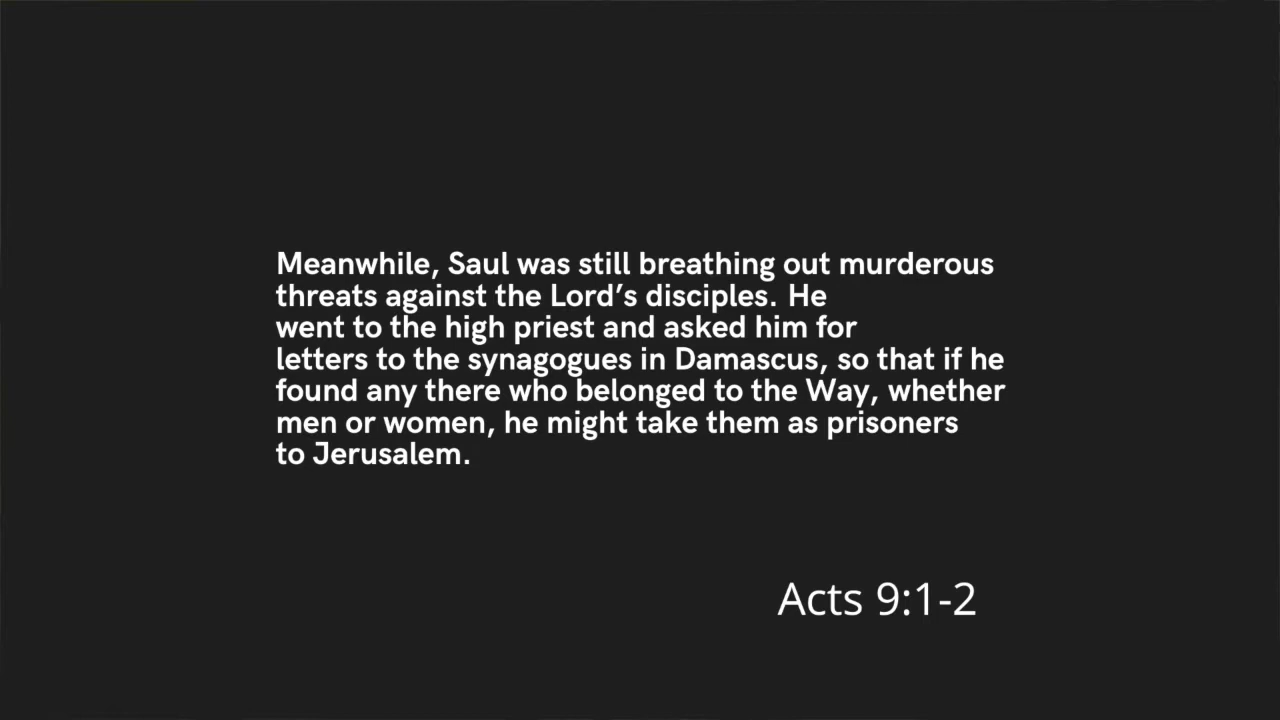 Meanwhile, Saul was still breathing out murderous
threats against the Lord’s disciples. He
went to the high priest and asked him for
letters to the synagogues in Damascus, so that if he
found any there who belonged to the Way, whether
men or women, he might take them as prisoners
to Jerusalem.
Acts 9:1-2